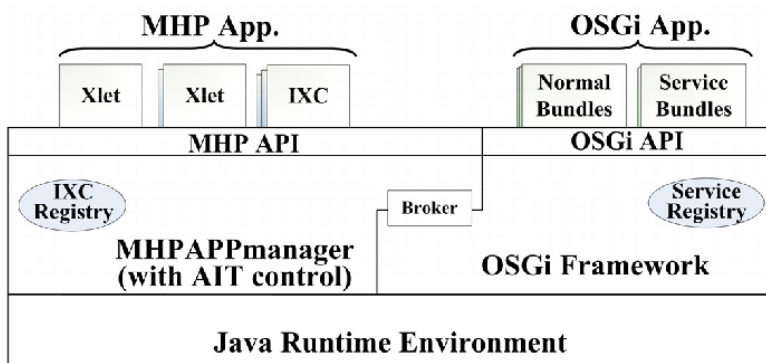 MHP App.
OSGi App.
Xlet
Xlet
IXC
Normal
Bundles
Service
Bundles
MHP API
OSGi API
IXC
Registry
Broker
Service
Registry
MHPAPPmanager
(with AIT control)
OSGi Framework
Java Runtime Environment